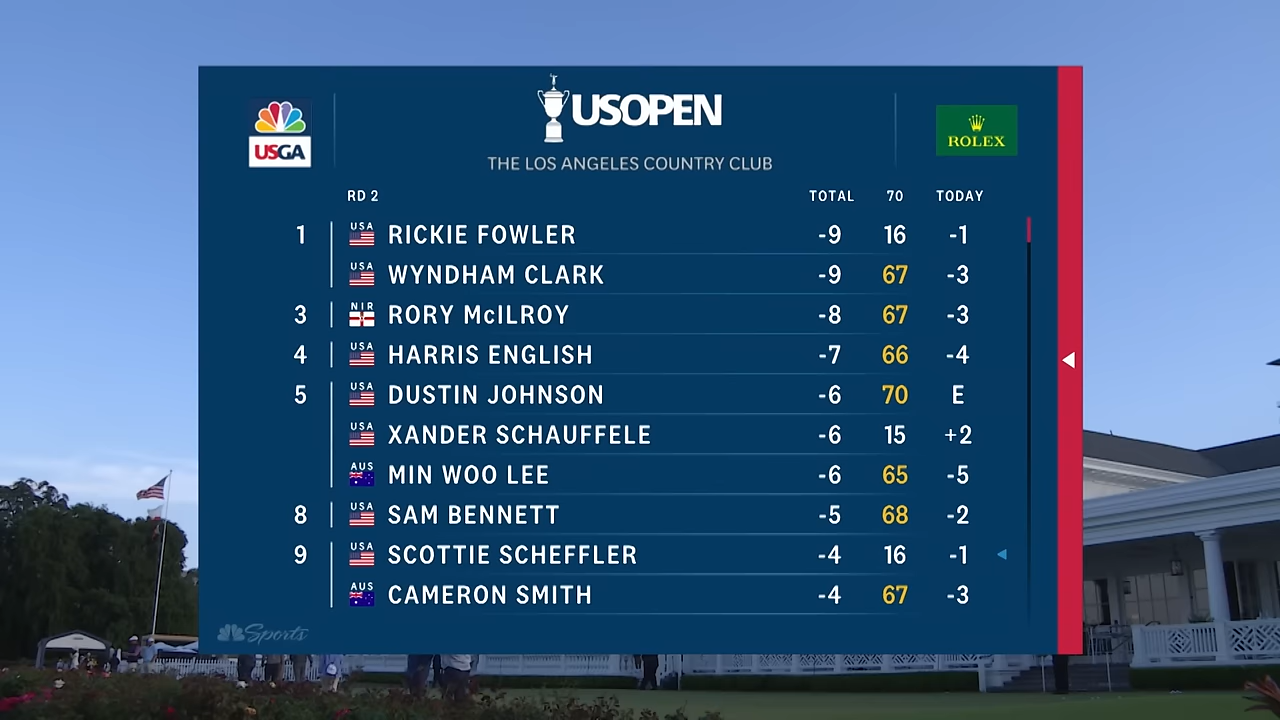 USOPEN
USGA
ROLEX
THE LOS ANGELES COUNTRY CLUB
RD 2 TOTAL 70 TODAY
1 USA RICKIE FOWLER -9 16 -1
USA WYNDHAM CLARK -9 67 -3
3 NIR RORY McILROY -8 67 -3
4 USA HARRIS ENGLISH -7 66 -4
5 USA DUSTIN JOHNSON -6 70 E
USA XANDER SCHAUFFELE -6 15 +2
AUS MIN WOO LEE -6 65 -5
8 USA SAM BENNETT -5 68 -2
9 USA SCOTTIE SCHEFFLER -4 16 -1
AUS CAMERON SMITH -4 67 -3
Sports